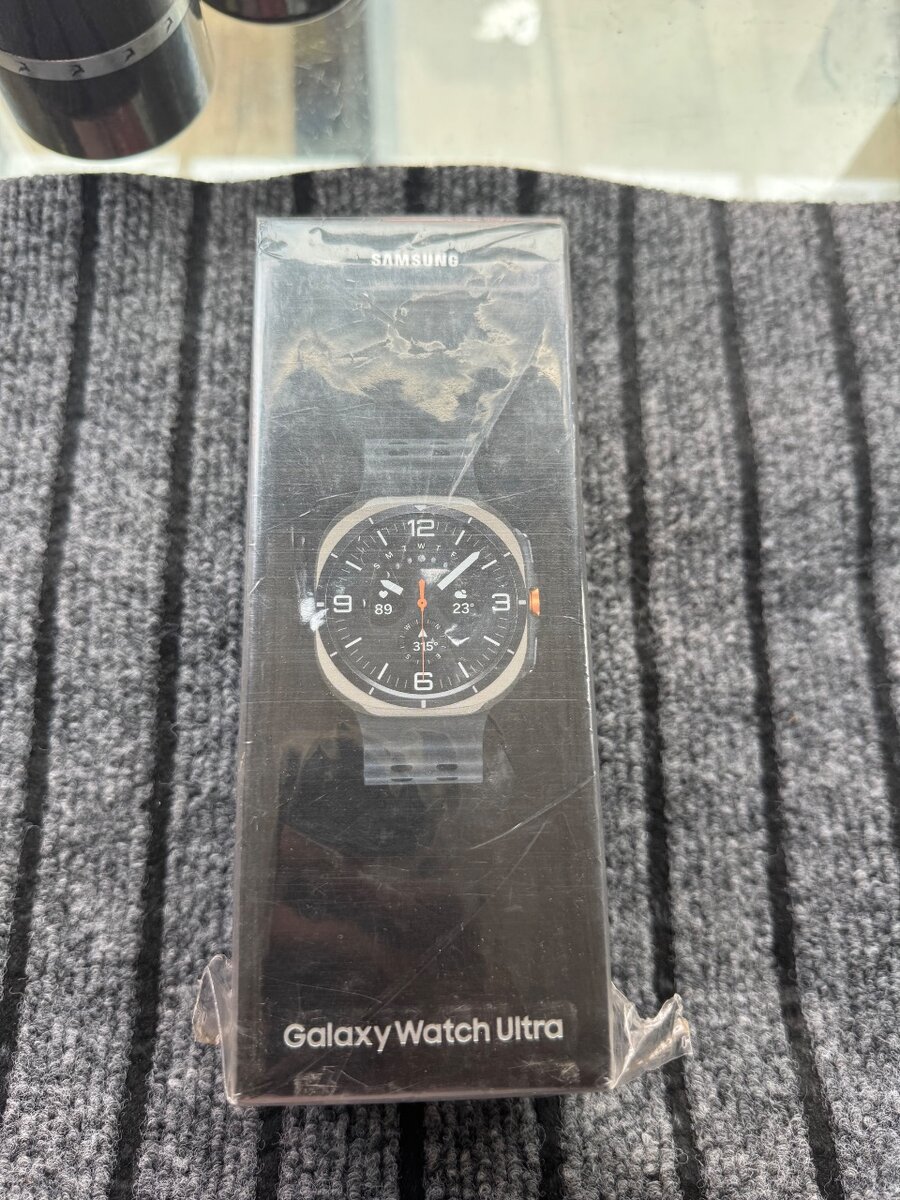 SAMSUNG
12
S M T W T F
9
89
23°
3
W N
315°
S E
6
Galaxy Watch Ultra